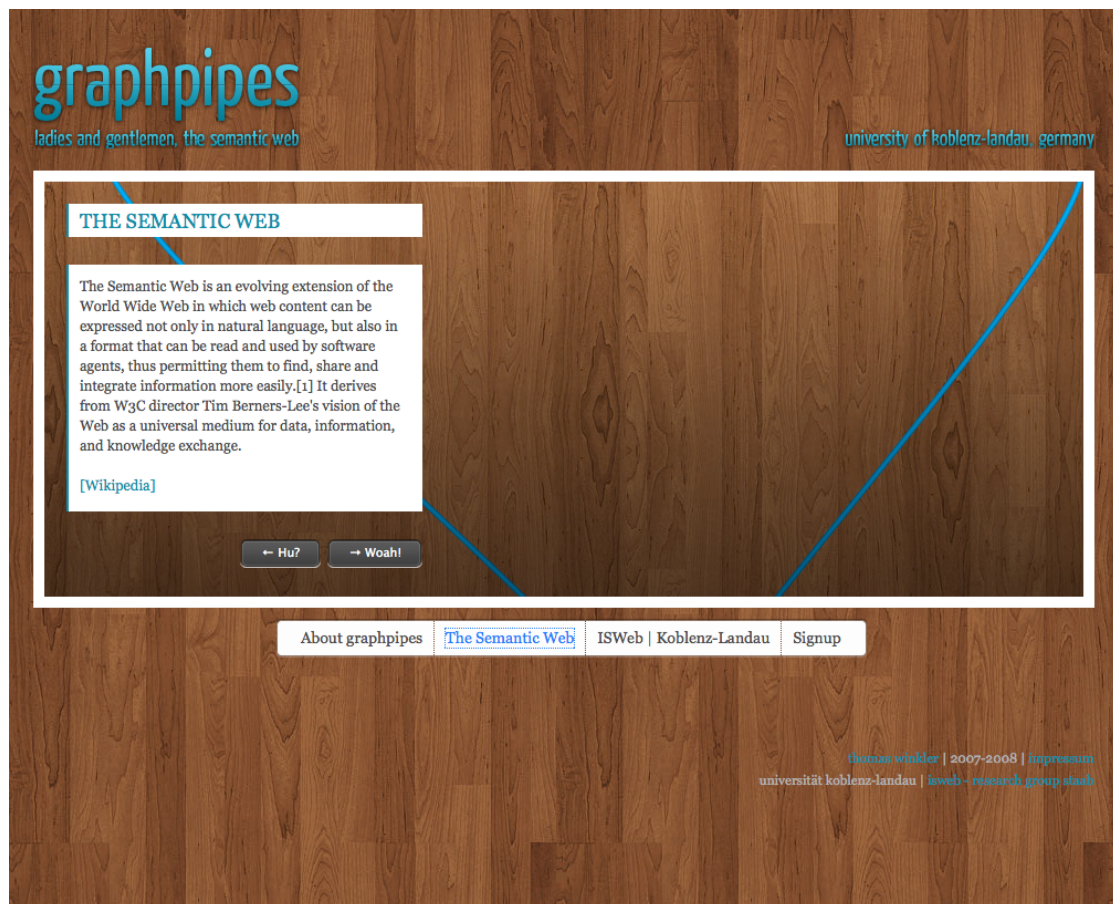 graphpipes
ladies and gentlemen, the semantic web
university of koblenz-landau, germany
THE SEMANTIC WEB
The Semantic Web is an evolving extension of the
World Wide Web in which web content can be
expressed not only in natural language, but also in
a format that can be read and used by software
agents, thus permitting them to find, share and
integrate information more easily.[1] It derives
from W3C director Tim Berners-Lee's vision of the
Web as a universal medium for data, information,
and knowledge exchange.
[Wikipedia]
← Hu?
→ Woah!
About graphpipes
The Semantic Web
ISWeb | Koblenz-Landau
Signup
thomas winkler | 2007-2008 | impressum
universität koblenz-landau | isweb - research group staab